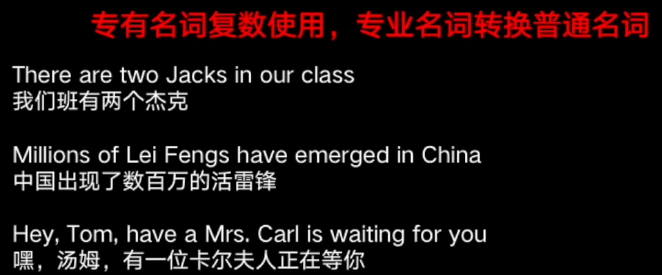 专有名词复数使用，专业名词转换普通名词
There are two Jacks in our class
我们班有两个杰克
Millions of Lei Fengs have emerged in China
中国出现了数百万的活雷锋
Hey, Tom, have a Mrs. Carl is waiting for you
嘿，汤姆，有一位卡尔夫人正在等你